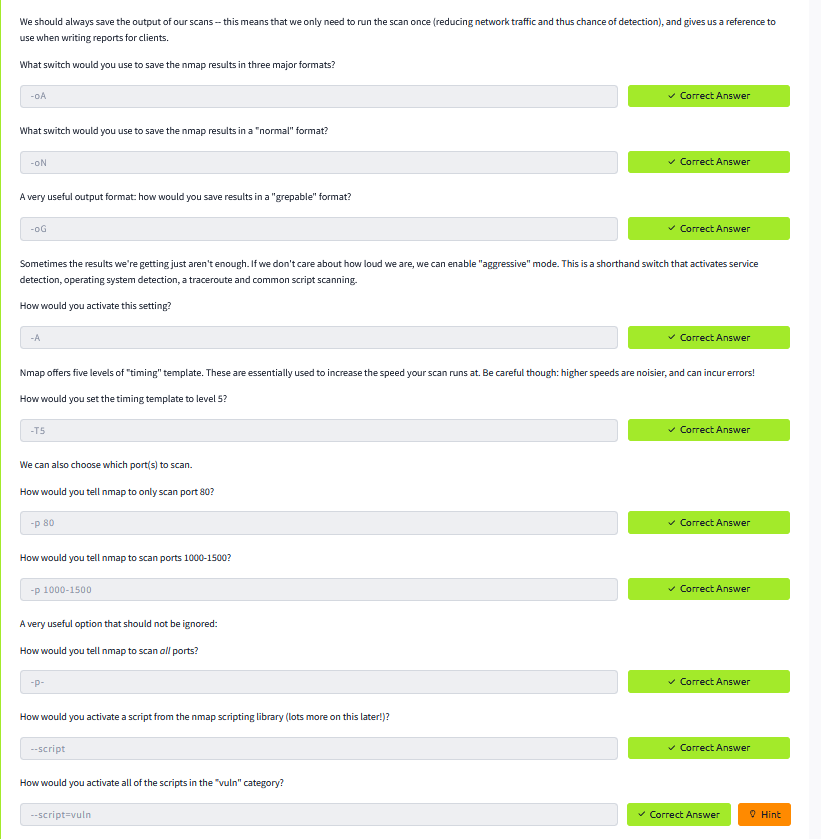 We should always save the output of our scans -- this means that we only need to run the scan once (reducing network traffic and thus chance of detection), and gives us a reference to
use when writing reports for clients.
What switch would you use to save the nmap results in three major formats?
-oA
✓ Correct Answer
What switch would you use to save the nmap results in a "normal" format?
-oN
✓ Correct Answer
A very useful output format: how would you save results in a "grepable" format?
-oG
✓ Correct Answer
Sometimes the results we're getting just aren't enough. If we don't care about how loud we are, we can enable "aggressive" mode. This is a shorthand switch that activates service
detection, operating system detection, a traceroute and common script scanning.
How would you activate this setting?
-A
✓ Correct Answer
Nmap offers five levels of "timing" template. These are essentially used to increase the speed your scan runs at. Be careful though: higher speeds are noisier, and can incur errors!
How would you set the timing template to level 5?
-T5
✓ Correct Answer
We can also choose which port(s) to scan.
How would you tell nmap to only scan port 80?
-p 80
✓ Correct Answer
How would you tell nmap to scan ports 1000-1500?
-p 1000-1500
✓ Correct Answer
A very useful option that should not be ignored:
How would you tell nmap to scan all ports?
-p-
✓ Correct Answer
How would you activate a script from the nmap scripting library (lots more on this later!)?
--script
✓ Correct Answer
How would you activate all of the scripts in the "vuln" category?
--script=vuln
✓ Correct Answer
Hint